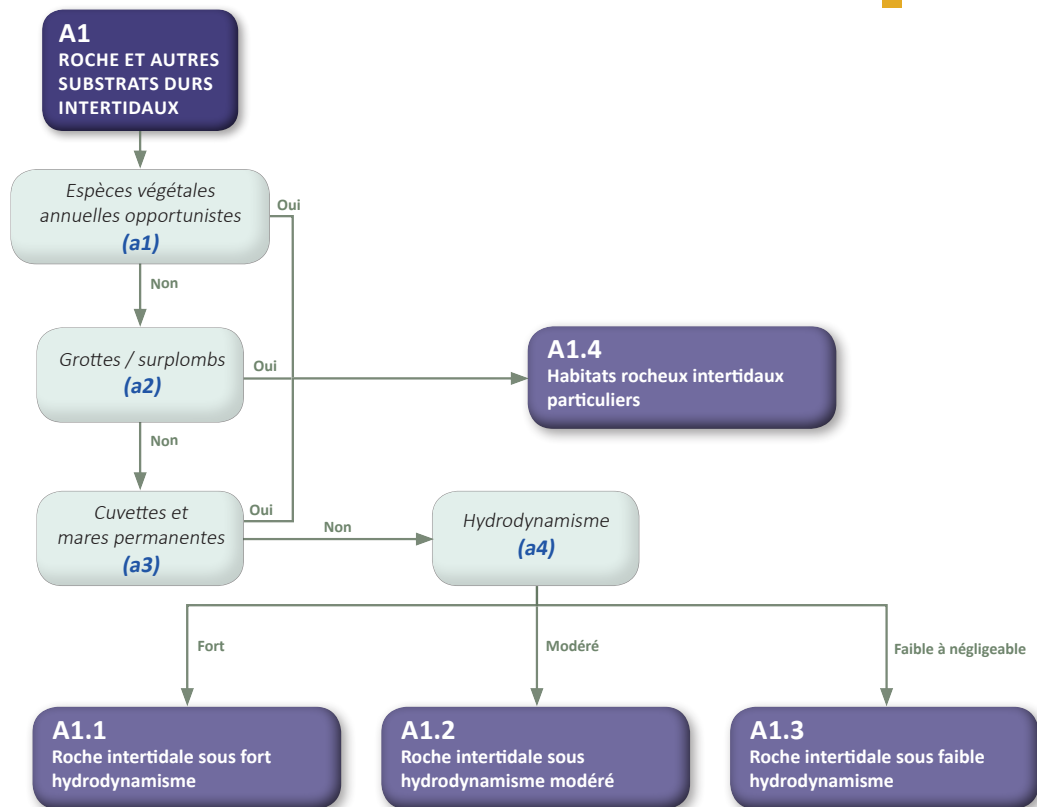 A1
ROCHE ET AUTRES
SUBSTRATS DURS
INTERTIDAUX
Espèces végétales
annuelles opportunistes
(a1)
Oui
Non
Grottes / surplombs
(a2)
Oui
A1.4
Habitats rocheux intertidaux
particuliers
Non
Cuvettes et
mares permanentes
(a3)
Oui
Non
Hydrodynamisme
(a4)
Fort
Modéré
Faible à négligeable
A1.1
Roche intertidale sous fort
hydrodynamisme
A1.2
Roche intertidale sous
hydrodynamisme modéré
A1.3
Roche intertidale sous faible
hydrodynamisme